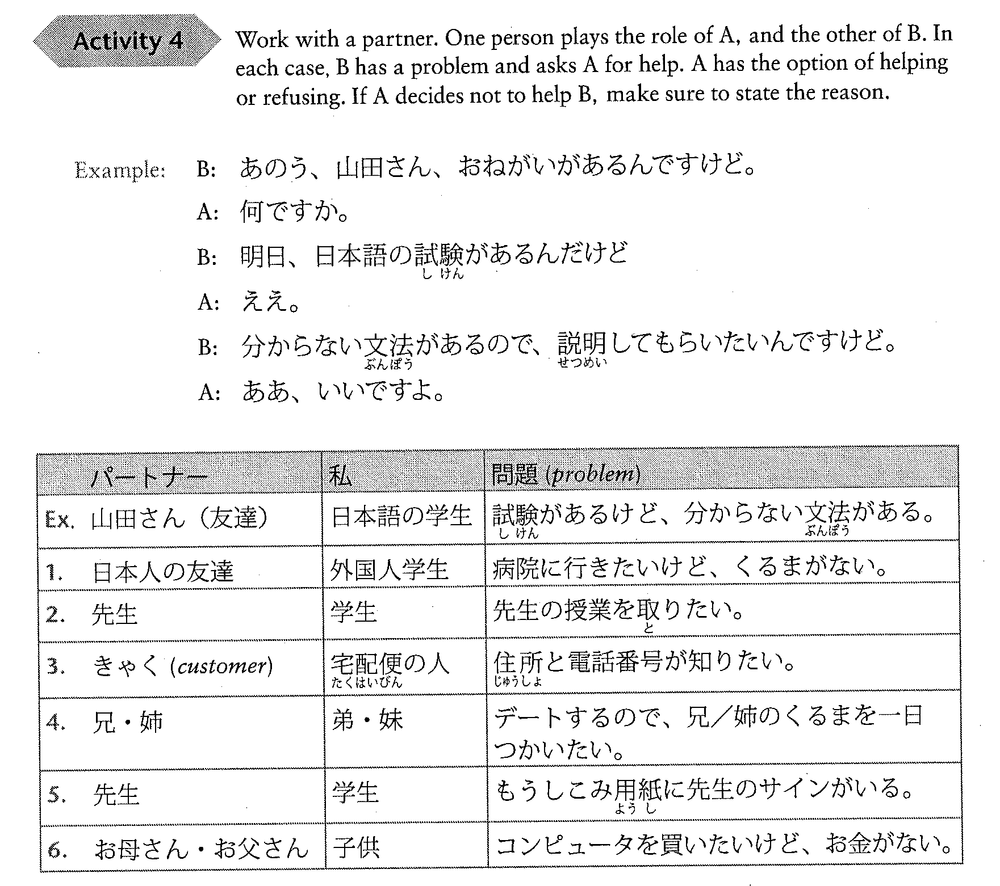 Activity 4
Work with a partner. One person plays the role of A, and the other of B. In
each case, B has a problem and asks A for help. A has the option of helping
or refusing. If A decides not to help B, make sure to state the reason.
Example: B: あのう、山田さん、おねがいがあるんですけど。
A: 何ですか。
B: 明日、日本語の試験があるんだけど
し けん
A: ええ。
B: 分からない文法があるので、説明してもらいたいんですけど。
ぶんぽう せつめい
A: ああ、いいですよ。
パートナー 私 問題 (problem)
Ex. 山田さん（友達） 日本語の学生 試験があるけど、分からない文法がある。
し けん ぶんぽう
1. 日本人の友達 外国人学生 病院に行きたいけど、くるまがない。
2. 先生 学生 先生の授業を取りたい。
と
3. きゃく (customer) 宅配便の人 住所と電話番号が知りたい。
たくはいびん じゅうしょ
4. 兄・姉 弟・妹 デートするので、兄／姉のくるまを一日
つかいたい。
5. 先生 学生 もうしこみ用紙に先生のサインがいる。
よう し
6. お母さん・お父さん 子供 コンピュータを買いたいけど、お金がない。